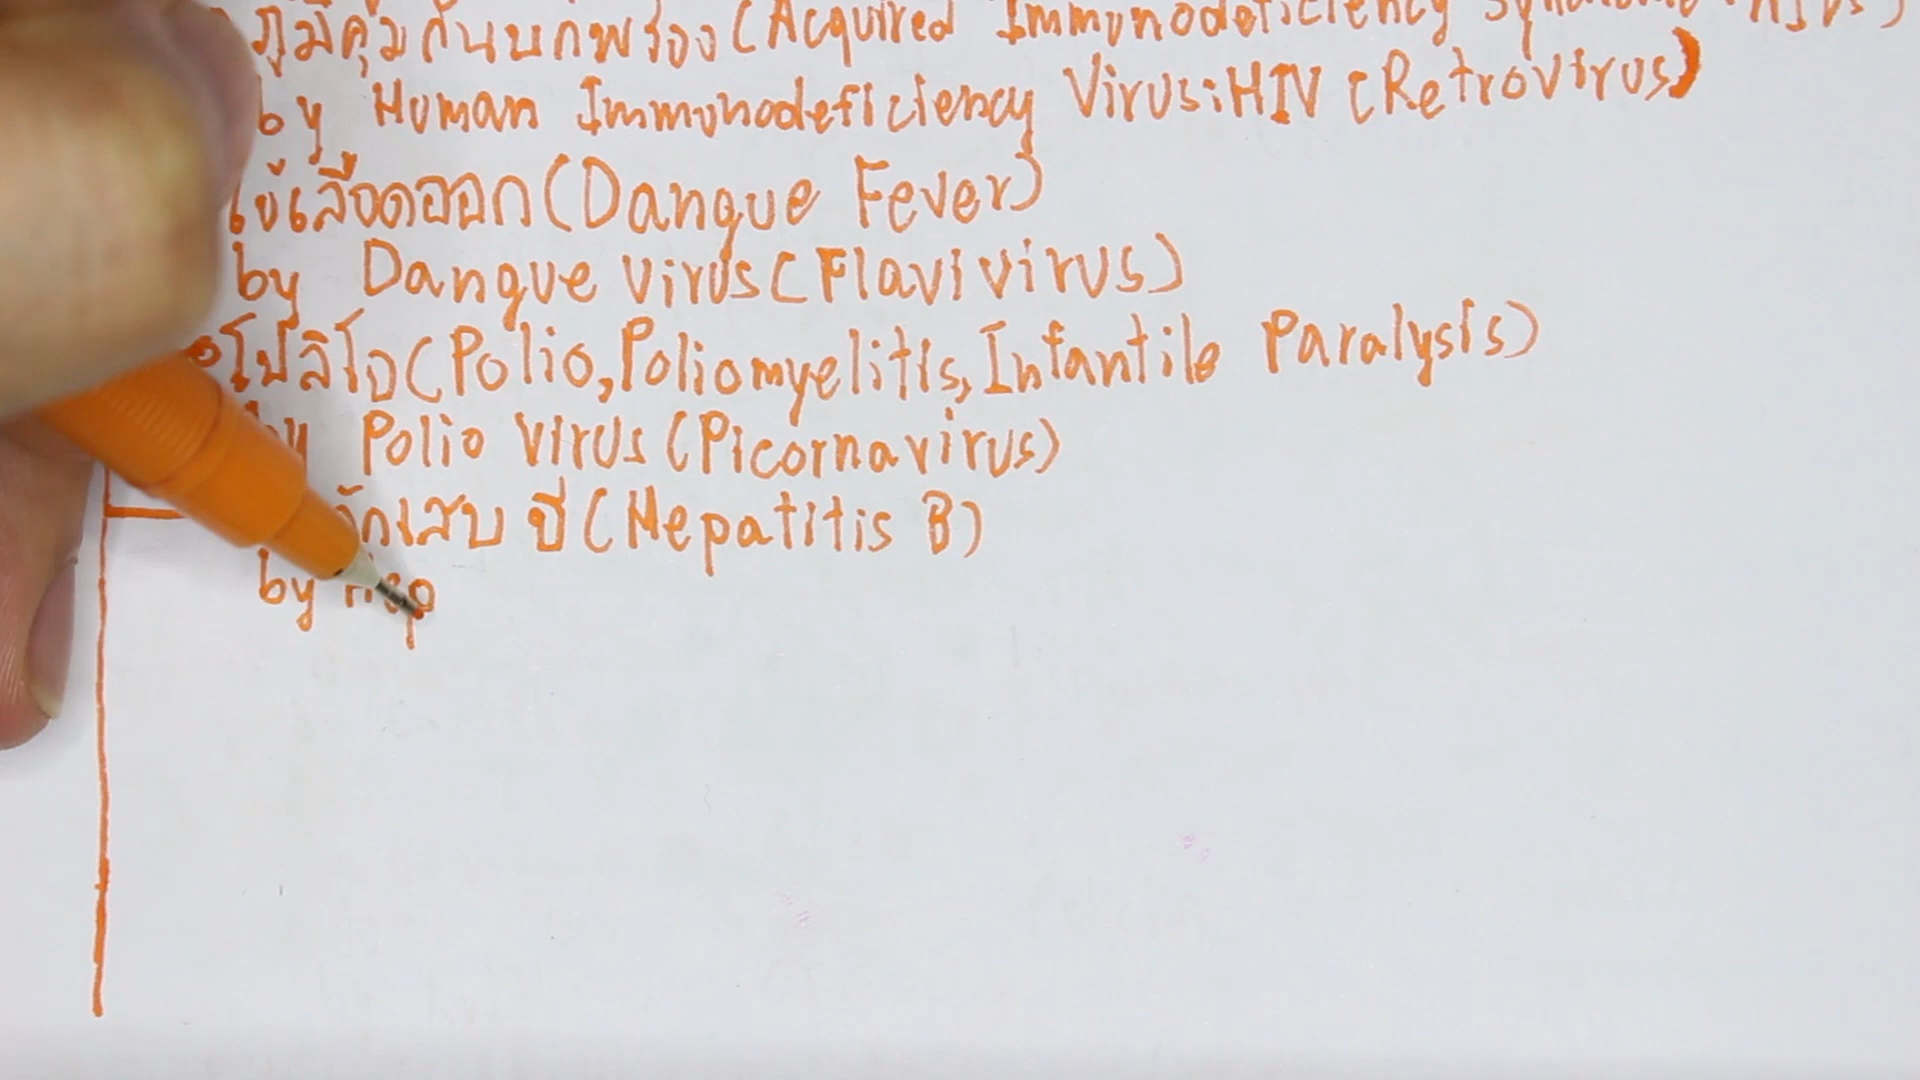 ภูมิคุ้มกันบกพร่อง(Acquired Immunodeficiency
by Human Immunodeficiency Virus:HIV (Retrovirus)
ไข้เลือดออก(Dangue Fever)
by Dangue Virus(Flavivirus)
โปลิโอ(Polio,Poliomyelitis,Infantile Paralysis)
by Polio Virus (Picornavirus)
อักเสบ บี(Hepatitis B)
by Hep